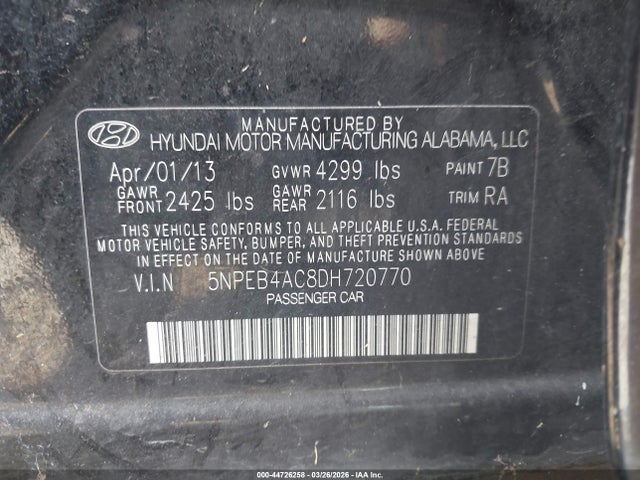 MANUFACTURED BY
HYUNDAI MOTOR MANUFACTURING ALABAMA, LLC
Apr/01/13 GVWR 4299 lbs PAINT 7B
GAWR FRONT 2425 lbs GAWR REAR 2116 lbs TRIM RA
THIS VEHICLE CONFORMS TO ALL APPLICABLE U.S.A. FEDERAL
MOTOR VEHICLE SAFETY, BUMPER, AND THEFT PREVENTION
STANDARDS IN EFFECT ON THE DATE OF MANUFACTURE SHOWN ABOVE
V.I.N 5NPEB4AC8DH720770
PASSENGER CAR
000-44726258 - 03/26/2026 - IAA Inc.